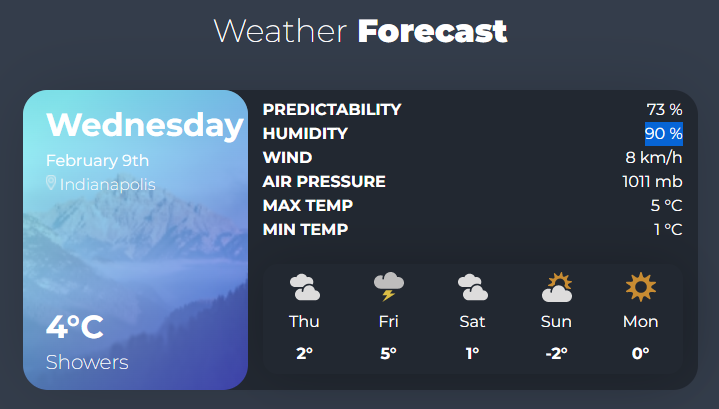 Weather Forecast
Wednesday
February 9th
Indianapolis
4°C
Showers
PREDICTABILITY 73 %
HUMIDITY 90 %
WIND 8 km/h
AIR PRESSURE 1011 mb
MAX TEMP 5 °C
MIN TEMP 1 °C
Thu Fri Sat Sun Mon
2° 5° 1° -2° 0°